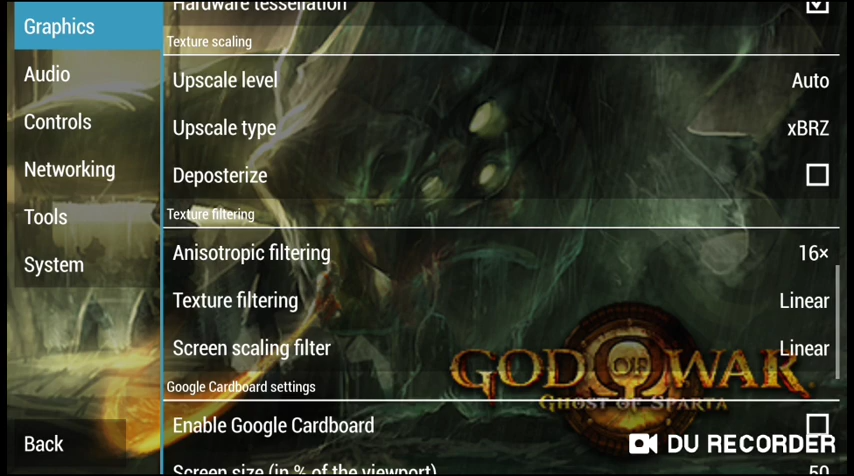 Graphics
Audio
Controls
Networking
Tools
System
Back
Hardware tessellation
Texture scaling
Upscale level Auto
Upscale type xBRZ
Deposterize
Texture filtering
Anisotropic filtering 16×
Texture filtering Linear
Screen scaling filter Linear
Google Cardboard settings
Enable Google Cardboard
Screen size (in % of the viewport) 50
GOD OF WAR
GHOST OF SPARTA
DU RECORDER